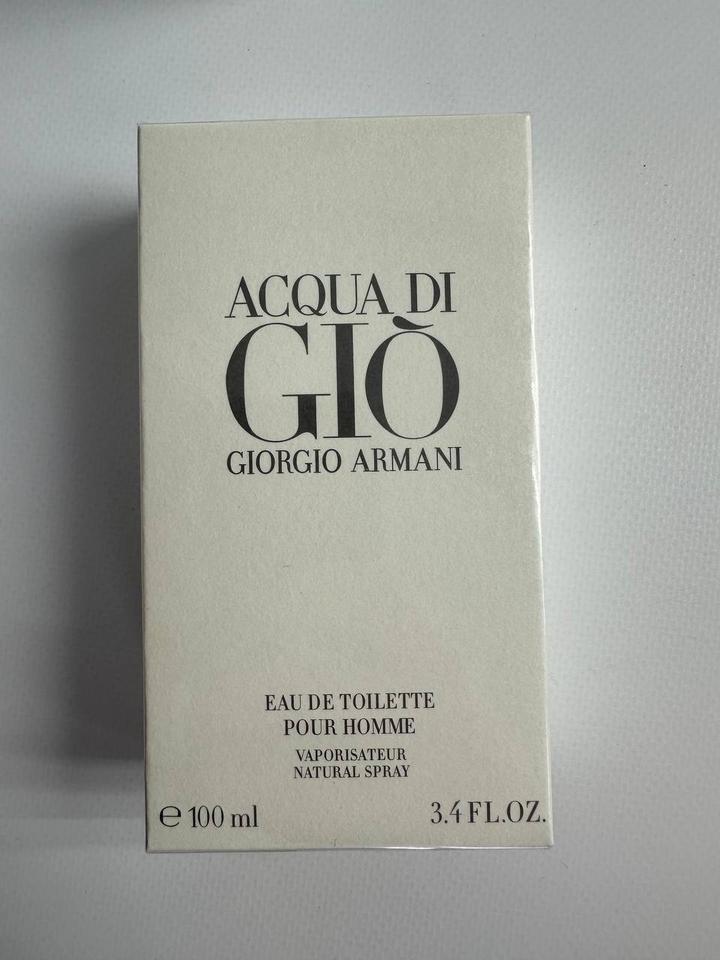 ACQUA DI
GIÒ
GIORGIO ARMANI
EAU DE TOILETTE
POUR HOMME
VAPORISATEUR
NATURAL SPRAY
℮ 100 ml 3.4 FL.OZ.